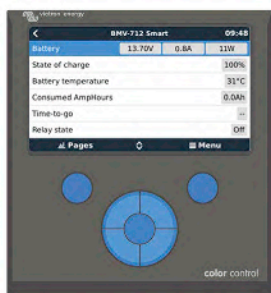 victron energy
< BMV-712 Smart 09:48
Battery 13.70V 0.8A 11W
State of charge 100%
Battery temperature 31°C
Consumed AmpHours 0.0Ah
Time-to-go --
Relay state Off
Pages Menu
color control